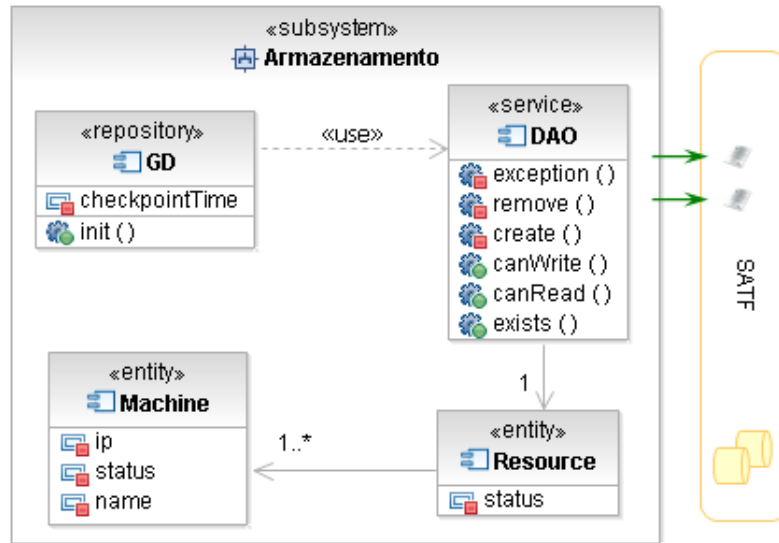 «subsystem»
Armazenamento
«repository»
GD
checkpointTime
init ()
«use»
«service»
DAO
exception ()
remove ()
create ()
canWrite ()
canRead ()
exists ()
SATF
«entity»
Machine
ip
status
name
1..*
1
«entity»
Resource
status